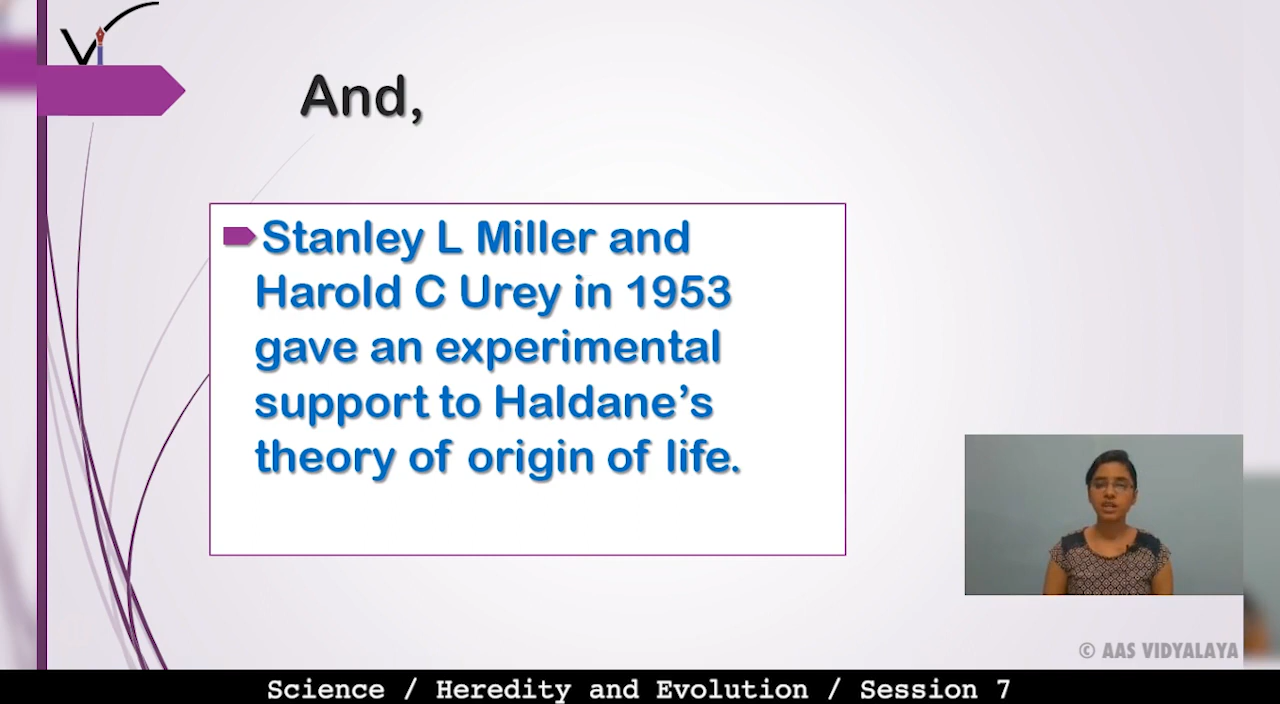 Vi
And,
Stanley L Miller and
Harold C Urey in 1953
gave an experimental
support to Haldane's
theory of origin of life.
© AAS VIDYALAYA
Science / Heredity and Evolution / Session 7